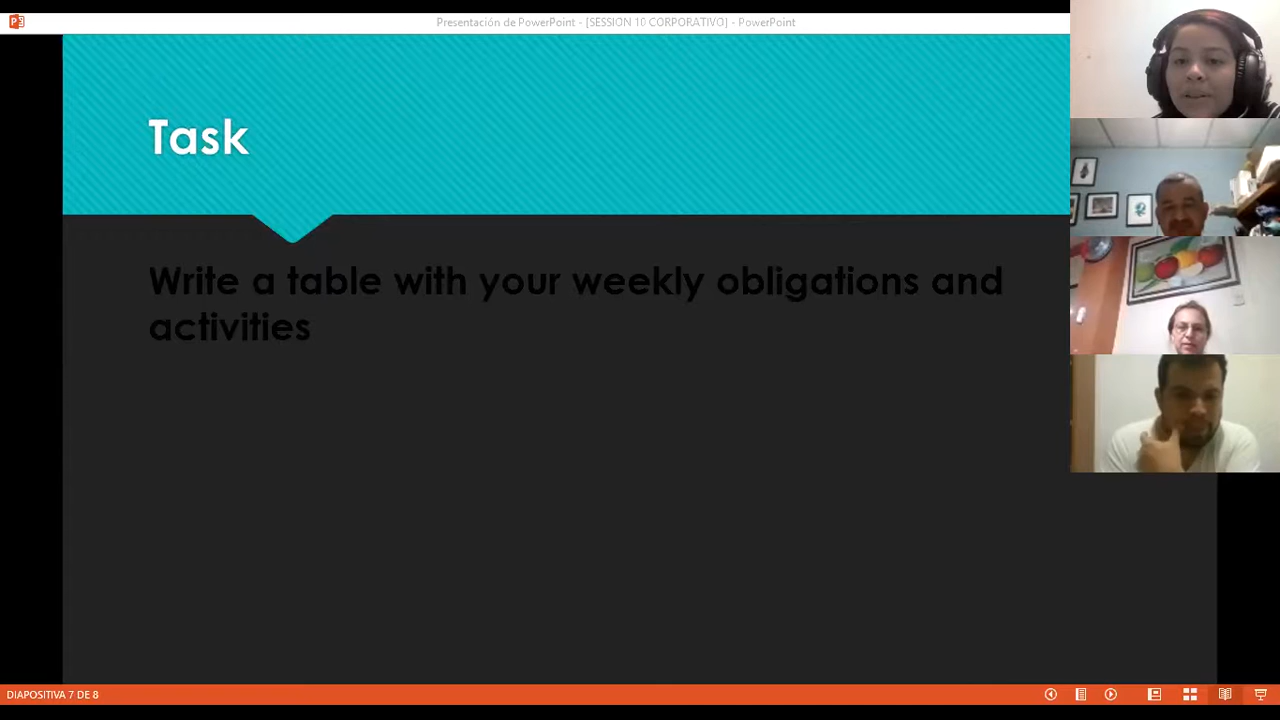 Presentación de PowerPoint - [SESSION 10 CORPORATIVO] - PowerPoint
Task
Write a table with your weekly obligations and
activities
DIAPOSITIVA 7 DE 8